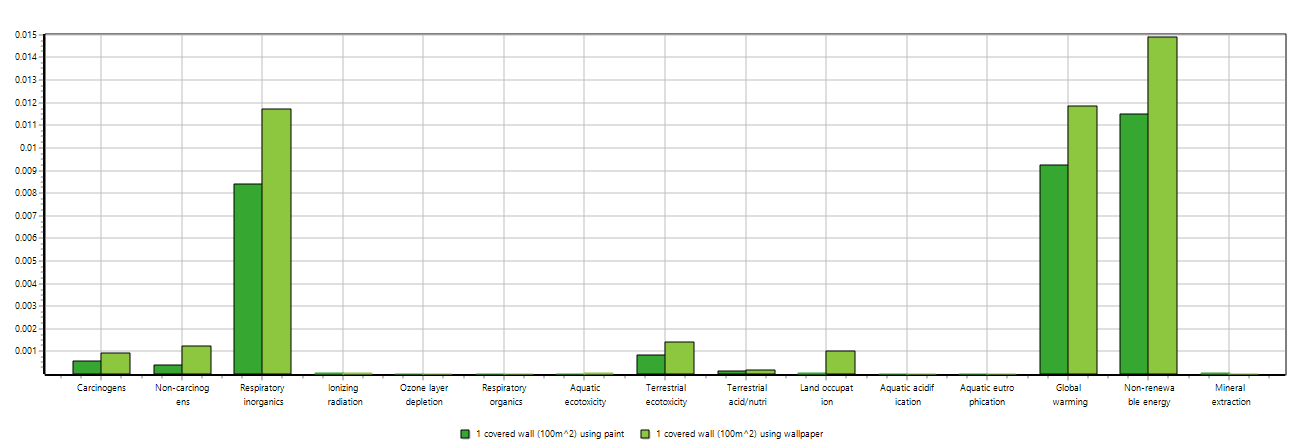 0.015
0.014
0.013
0.012
0.011
0.01
0.009
0.008
0.007
0.006
0.005
0.004
0.003
0.002
0.001
Carcinogens
Non-carcinog
ens
Respiratory
inorganics
Ionizing
radiation
Ozone layer
depletion
Respiratory
organics
Aquatic
ecotoxicity
Terrestrial
ecotoxicity
Terrestrial
acid/nutri
Land occupat
ion
Aquatic acidif
ication
Aquatic eutro
phication
Global
warming
Non-renewa
ble energy
Mineral
extraction
1 covered wall (100m^2) using paint
1 covered wall (100m^2) using wallpaper